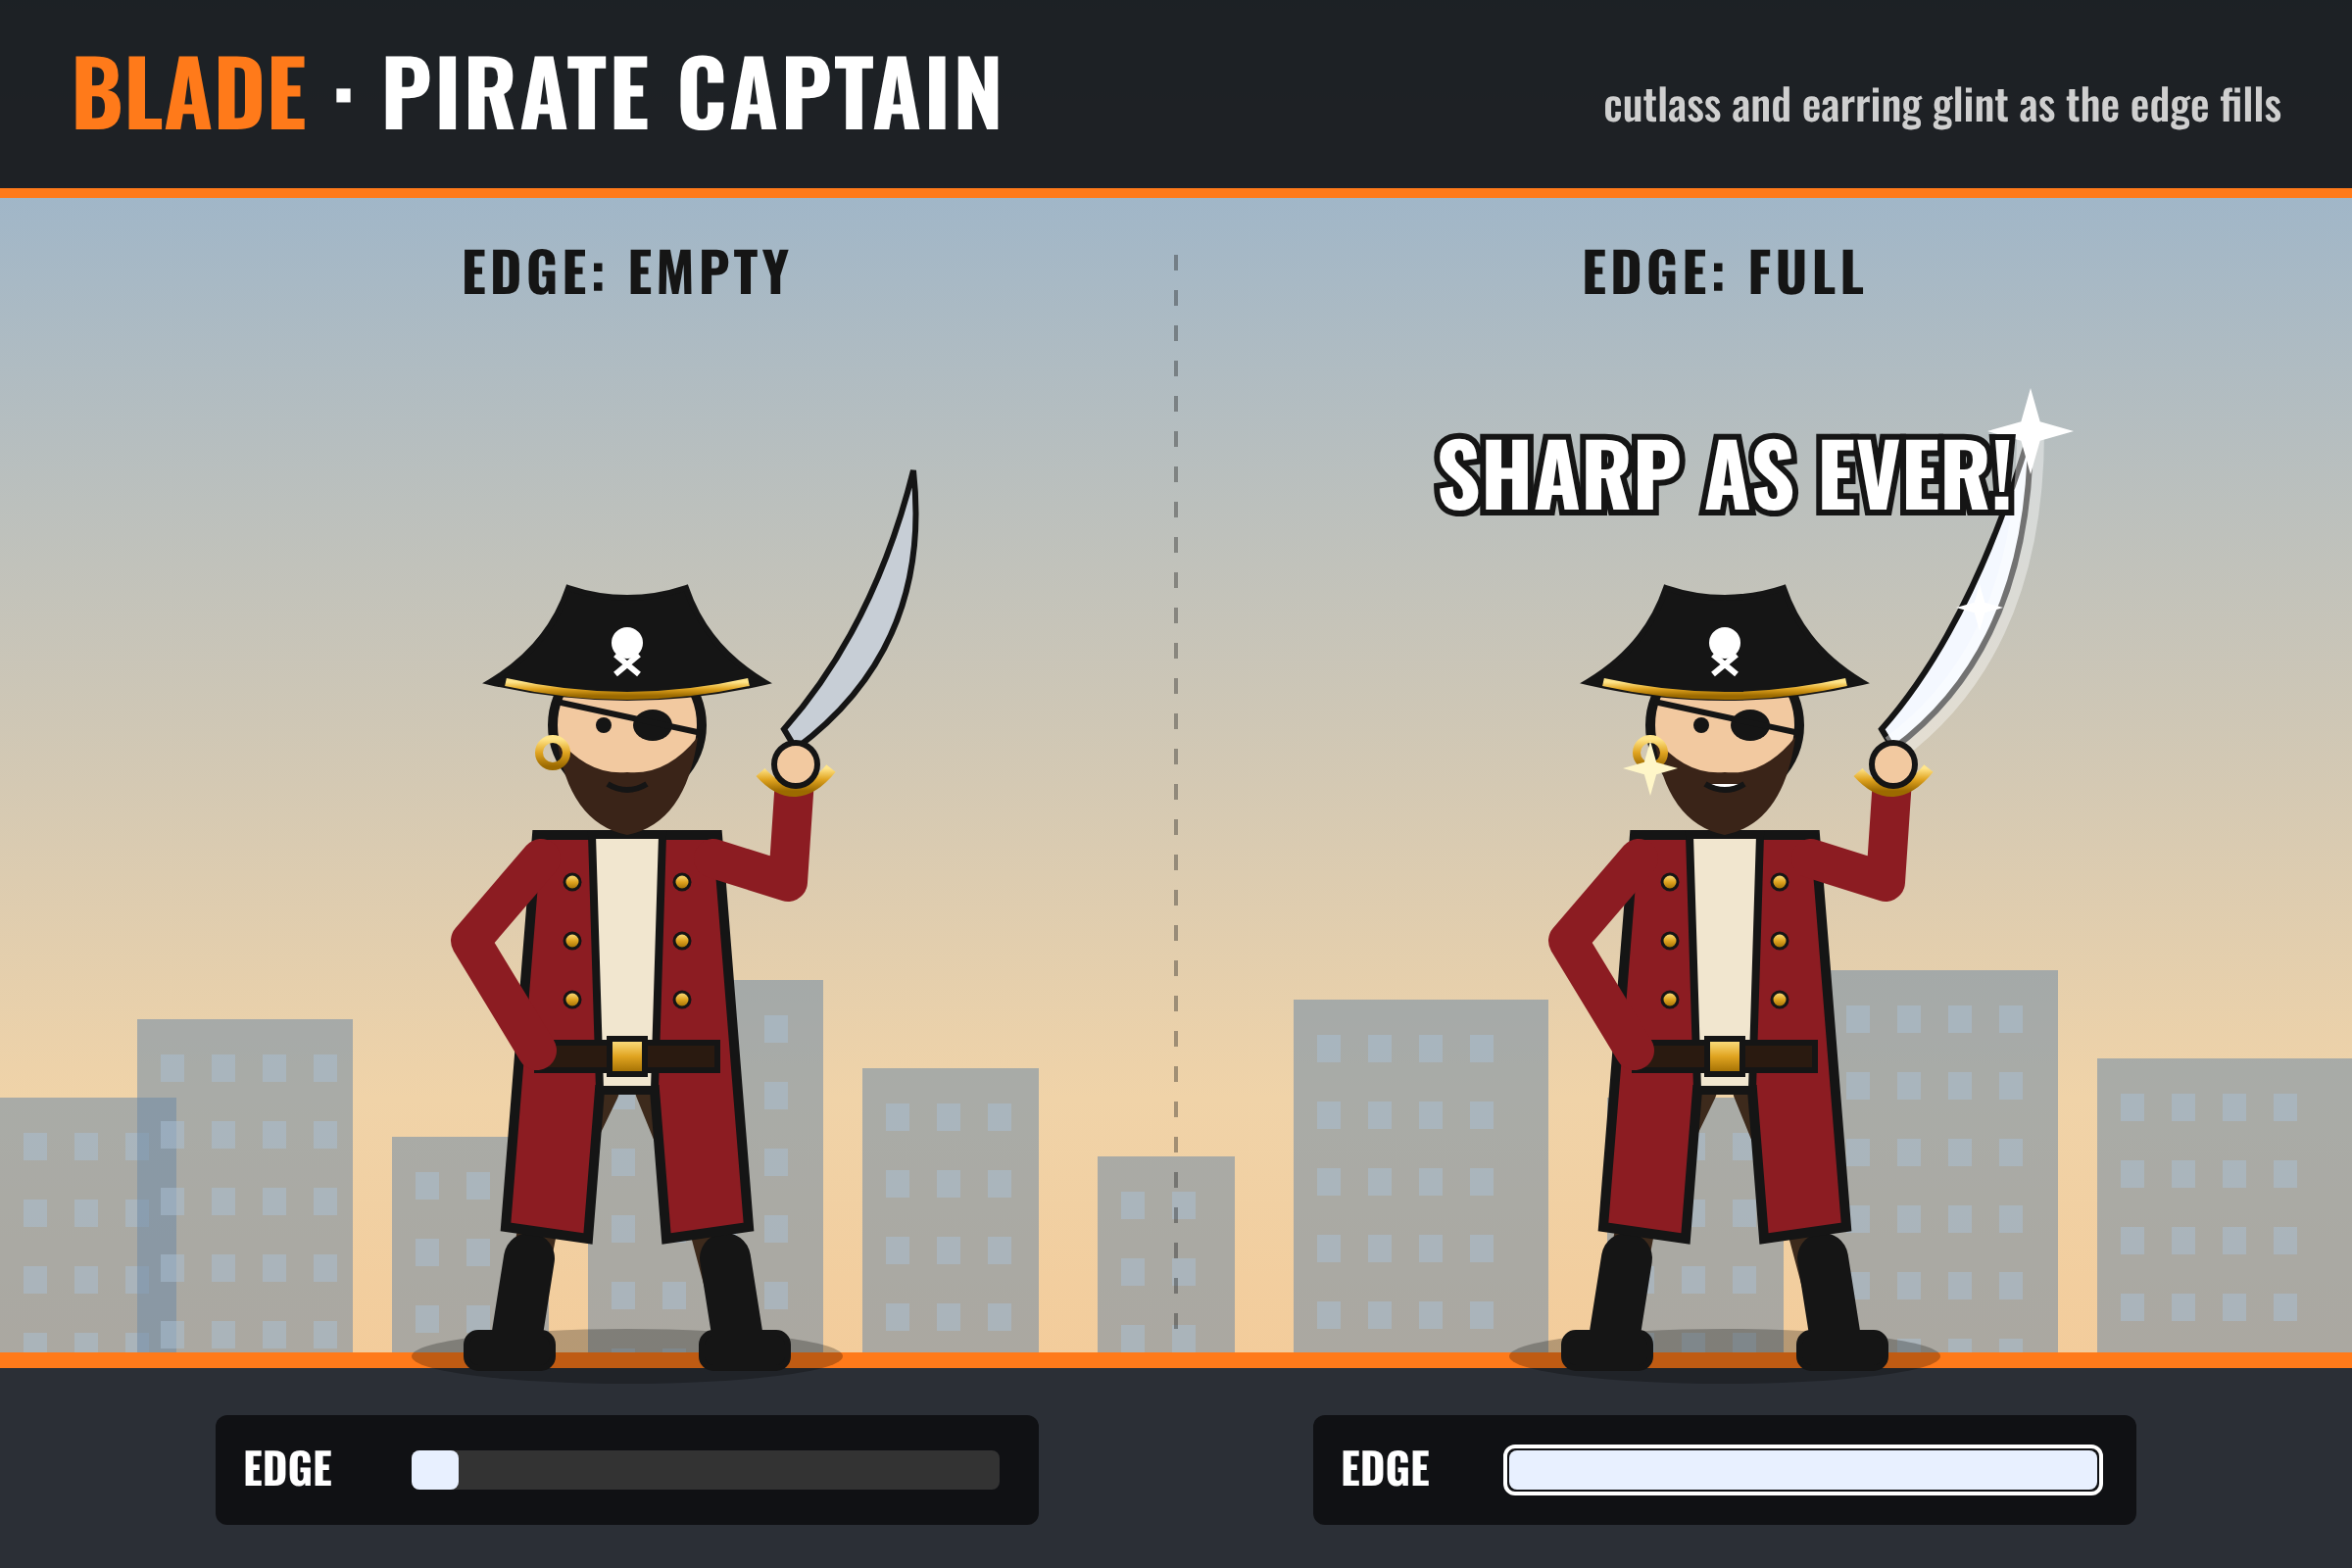 BLADE · PIRATE CAPTAIN
cutlass and earring glint as the edge fills
EDGE: EMPTY
EDGE: FULL
SHARP AS EVER!
EDGE
EDGE